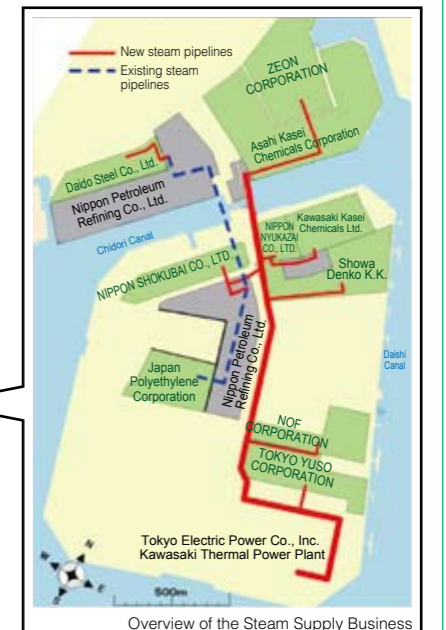 New steam pipelines
Existing steam
pipelines
ZEON
CORPORATION
Asahi Kasei
Chemicals Corporation
Daido Steel Co., Ltd.
Nippon Petroleum
Refining Co., Ltd.
Chidori Canal
NIPPON
NYUKAZAI
CO., LTD.
Kawasaki Kasei
Chemicals Ltd.
Showa
Denko K.K.
NIPPON SHOKUBAI CO., LTD.
Nippon Petroleum
Refining Co., Ltd.
Japan
Polyethylene
Corporation
Daishi
Canal
NOF
CORPORATION
TOKYO YUSO
CORPORATION
Tokyo Electric Power Co., Inc.
Kawasaki Thermal Power Plant
N
W
E
S
500m
Overview of the Steam Supply Business